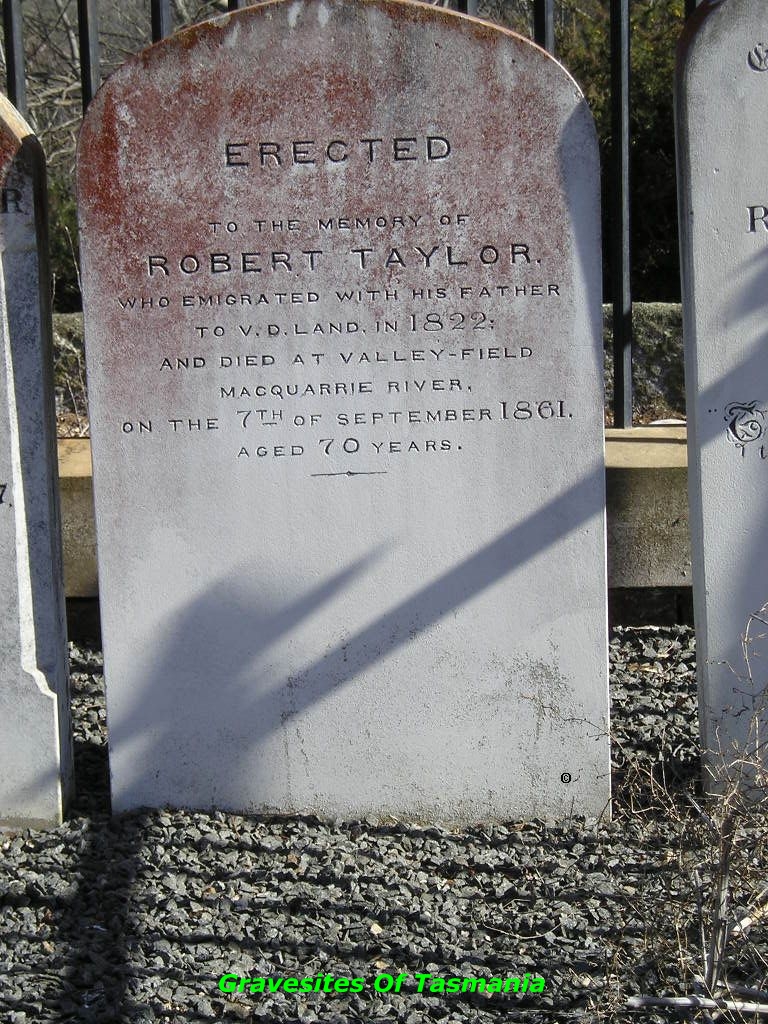 ERECTED
TO THE MEMORY OF
ROBERT TAYLOR.
WHO EMIGRATED WITH HIS FATHER
TO V.D.LAND, IN 1822;
AND DIED AT VALLEY-FIELD
MACQUARRIE RIVER,
ON THE 7TH OF SEPTEMBER 1861.
AGED 70 YEARS.
©
Gravesites Of Tasmania